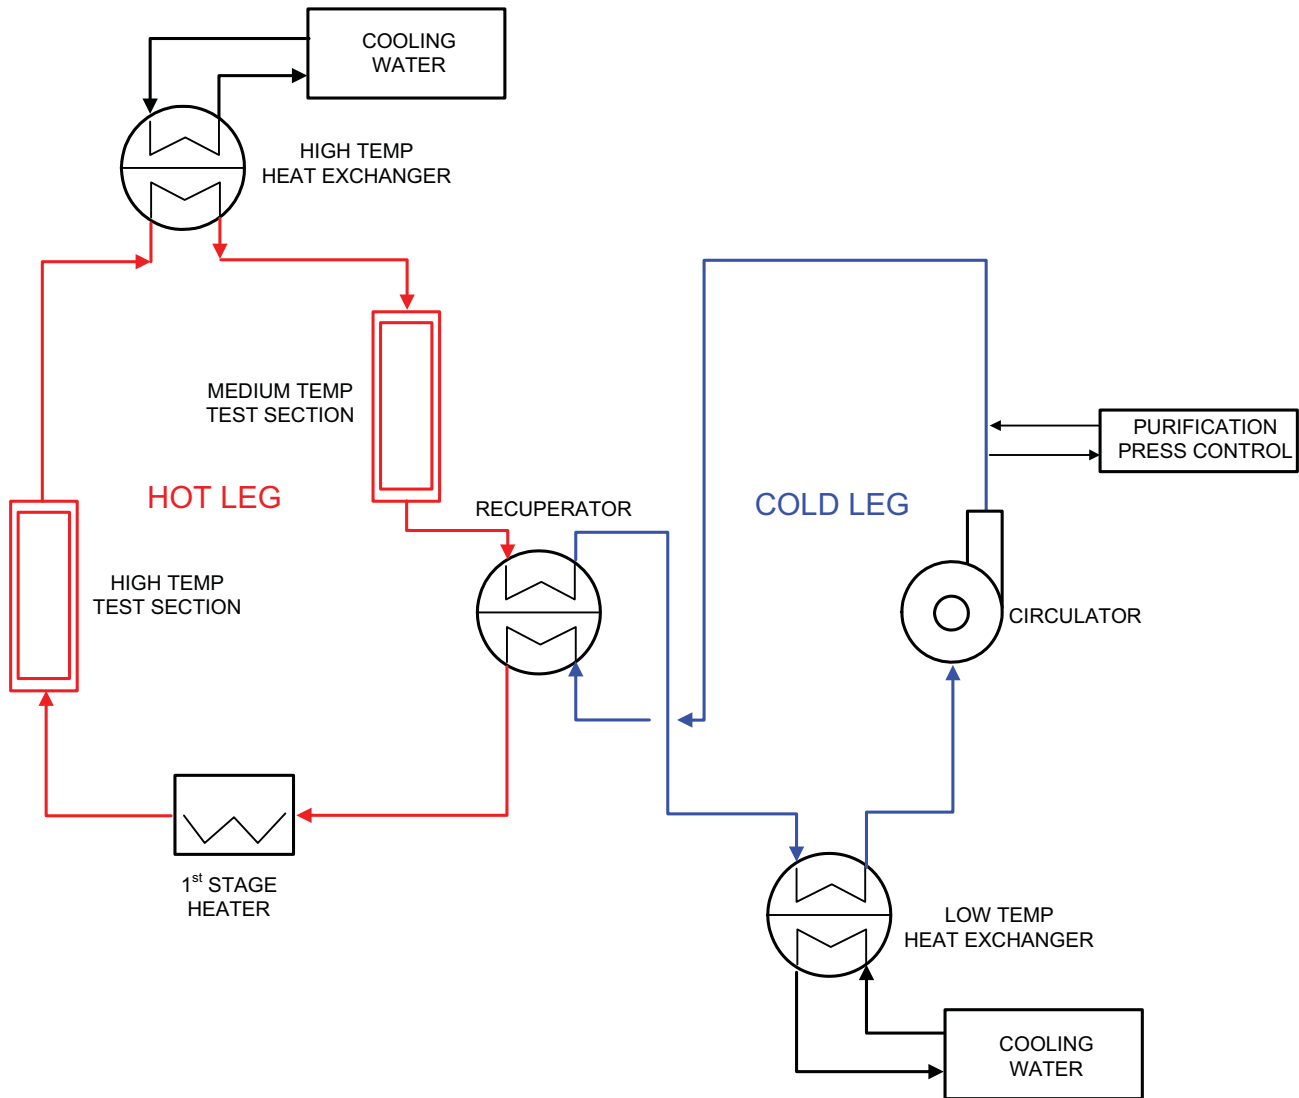 COOLING
WATER
HIGH TEMP
HEAT EXCHANGER
MEDIUM TEMP
TEST SECTION
PURIFICATION
PRESS CONTROL
HOT LEG
RECUPERATOR
COLD LEG
HIGH TEMP
TEST SECTION
CIRCULATOR
1st STAGE
HEATER
LOW TEMP
HEAT EXCHANGER
COOLING
WATER